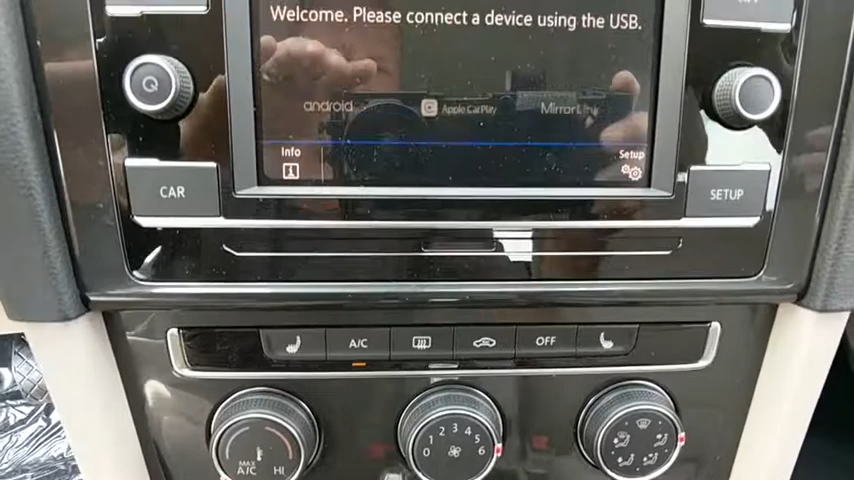 Welcome. Please connect a device using the USB.
android
Apple CarPlay
MirrorLink
Info
Setup
CAR
SETUP
A/C
OFF
0 1 2 3 4 5 6
MAX
A/C
HI